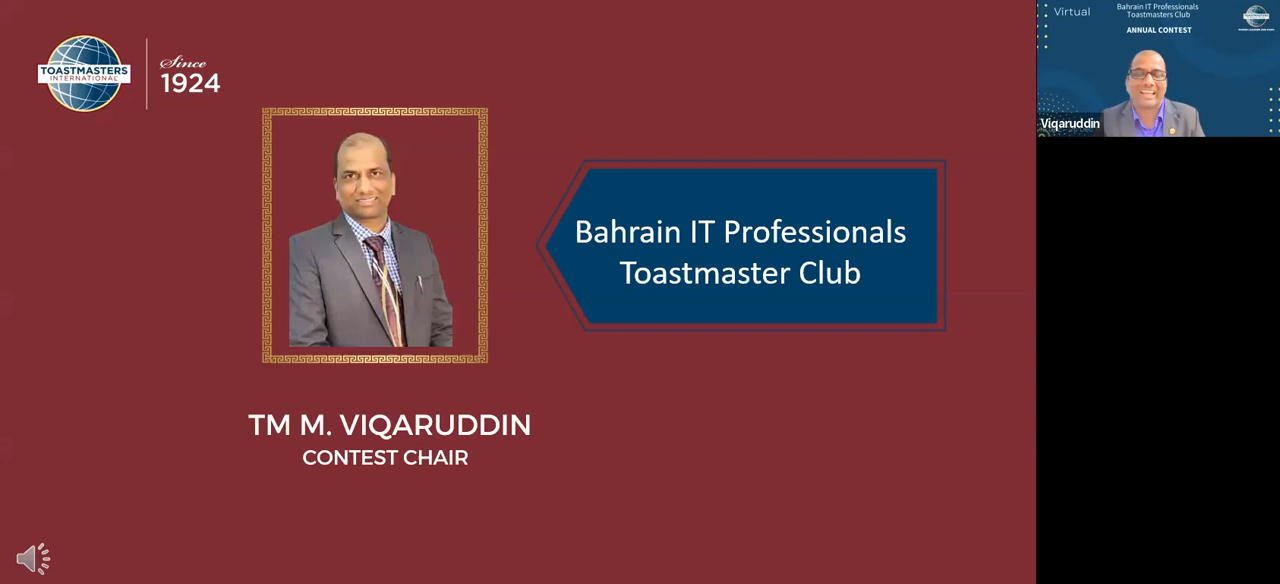 TOASTMASTERS
INTERNATIONAL
Since
1924
Bahrain IT Professionals
Toastmaster Club
TM M. VIQARUDDIN
CONTEST CHAIR
Virtual
Bahrain IT Professionals
Toastmasters Club
ANNUAL CONTEST
TOASTMASTERS
Viqaruddin